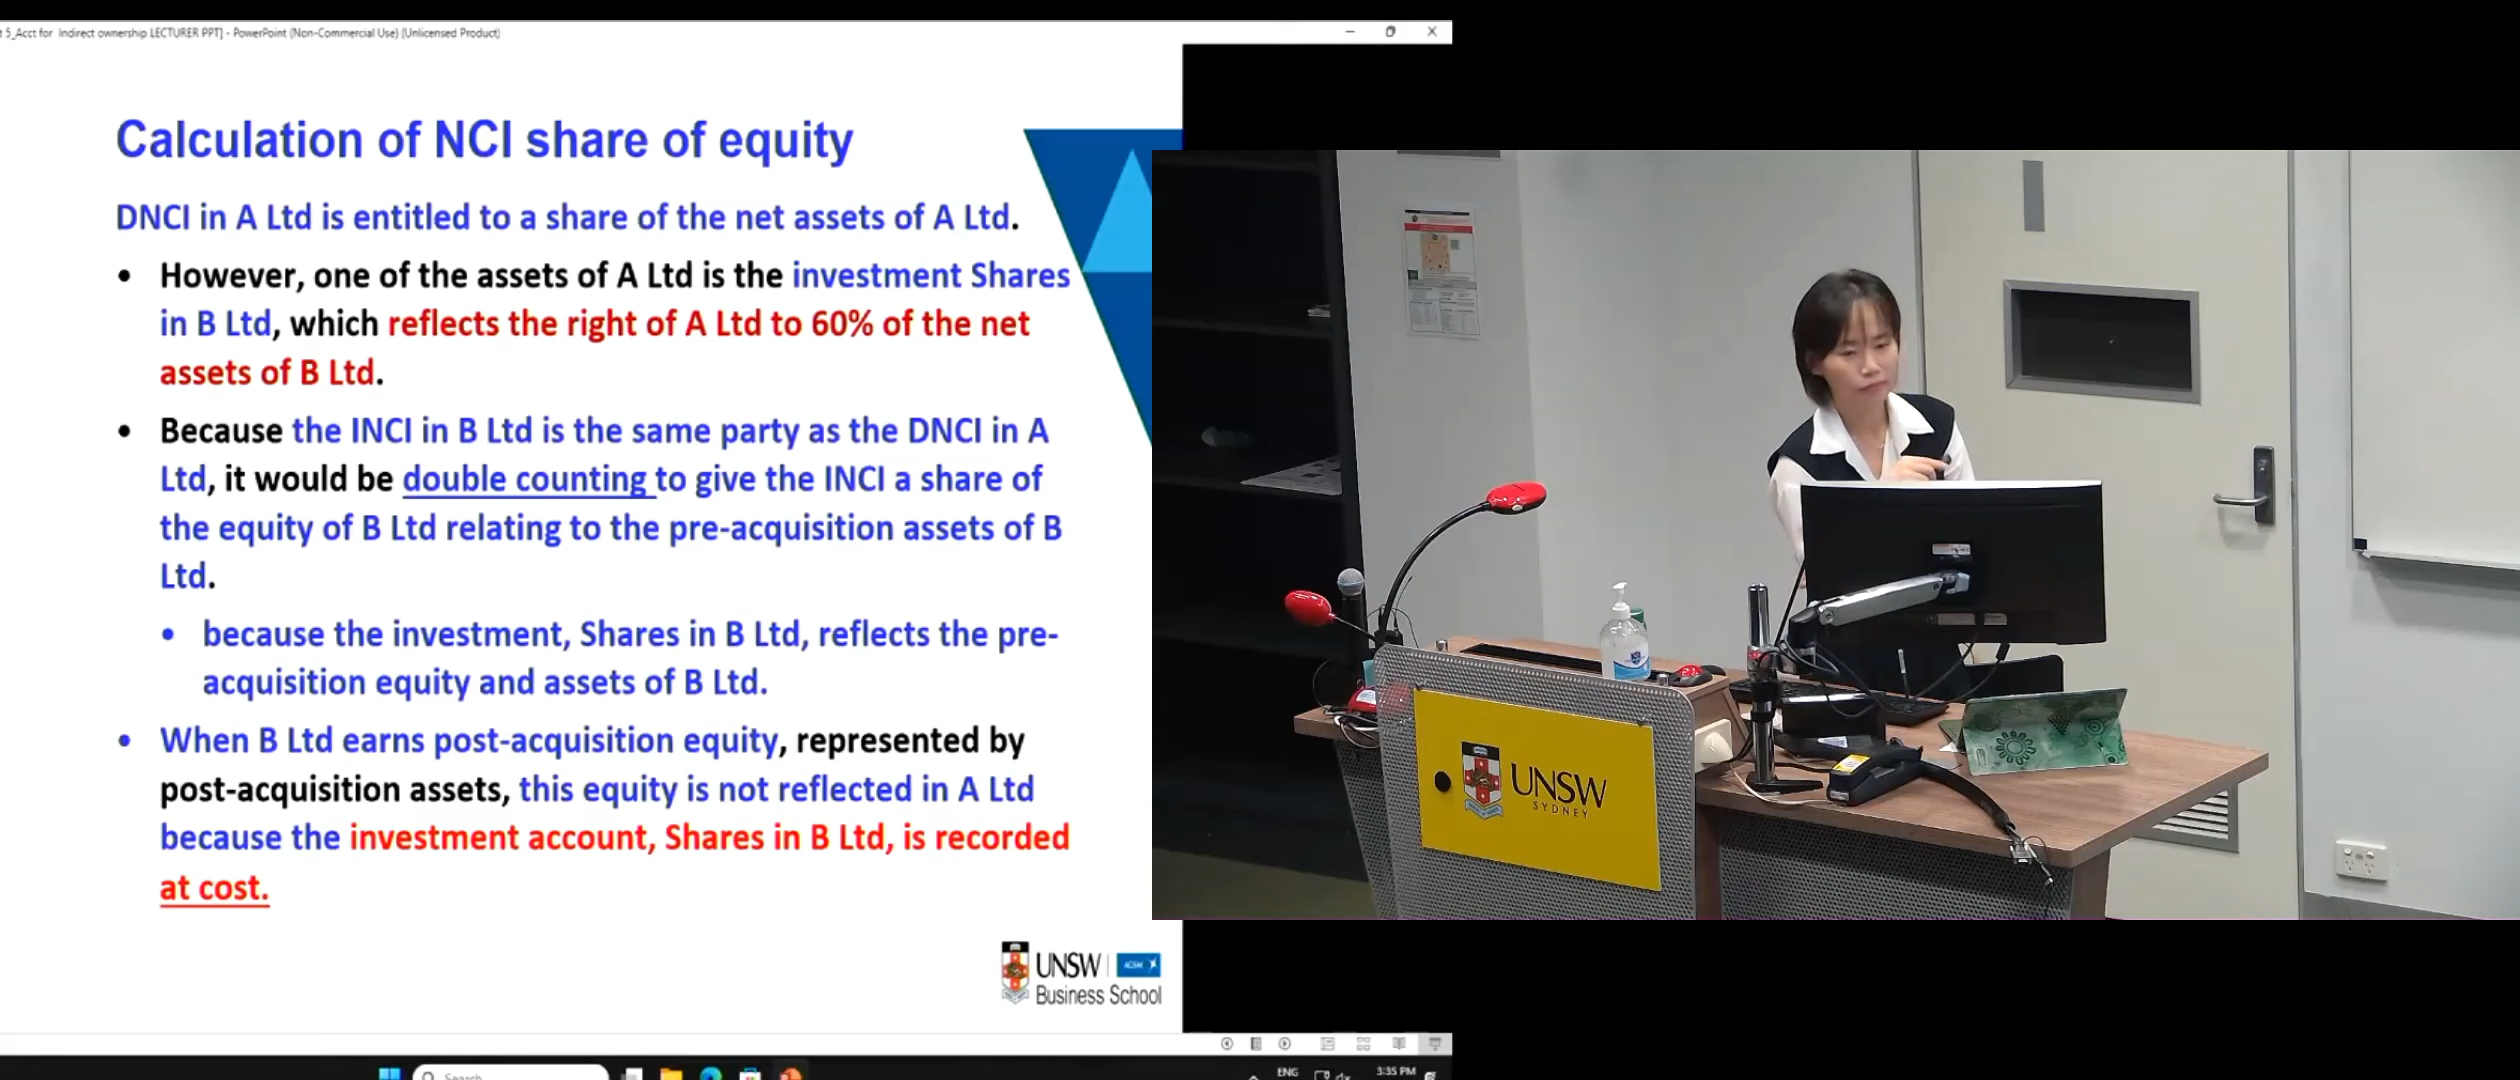 t 5_Acct for Indirect ownership LECTURER PPT] - PowerPoint (Non-Commercial Use) (Unlicensed Product)
Calculation of NCI share of equity
DNCI in A Ltd is entitled to a share of the net assets of A Ltd.
• However, one of the assets of A Ltd is the investment Shares
in B Ltd, which reflects the right of A Ltd to 60% of the net
assets of B Ltd.
• Because the INCI in B Ltd is the same party as the DNCI in A
Ltd, it would be double counting to give the INCI a share of
the equity of B Ltd relating to the pre-acquisition assets of B
Ltd.
• because the investment, Shares in B Ltd, reflects the pre-
acquisition equity and assets of B Ltd.
• When B Ltd earns post-acquisition equity, represented by
post-acquisition assets, this equity is not reflected in A Ltd
because the investment account, Shares in B Ltd, is recorded
at cost.
UNSW
AGSM
Business School
Search
ENG
3:35 PM
UNSW
SYDNEY